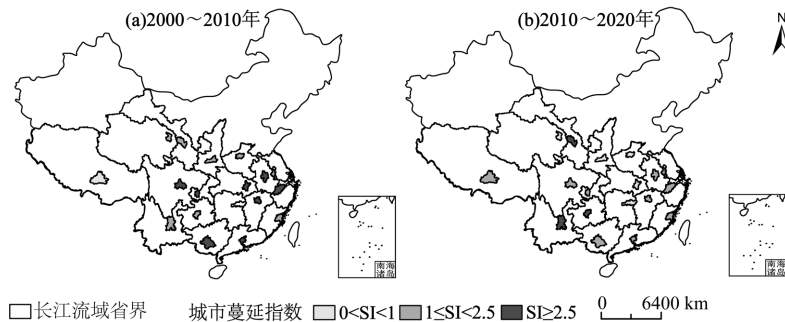 (a)2000～2010年
(b)2010～2020年
N
N
南海
诸岛
南海
诸岛
长江流域省界
城市蔓延指数
0<SI<1
1≤SI<2.5
SI≥2.5
0
6400 km